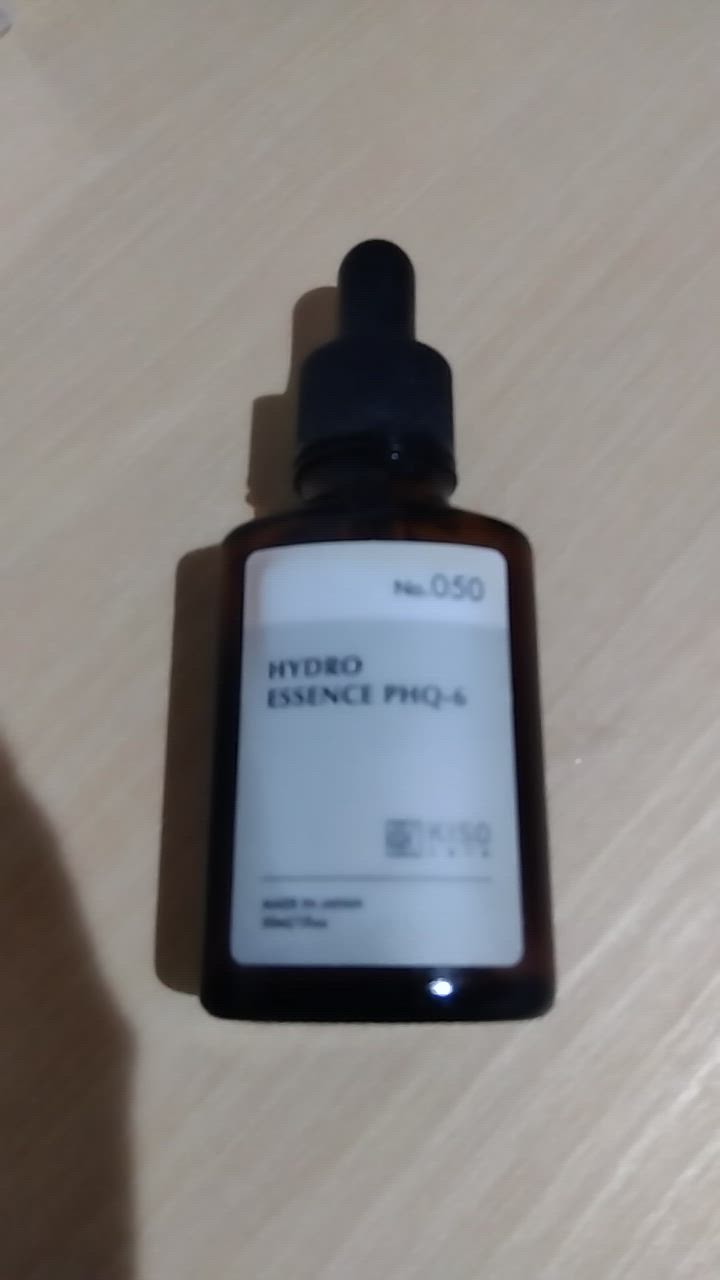 No.050
HYDRO
ESSENCE PHQ-6
KISO
MADE IN JAPAN